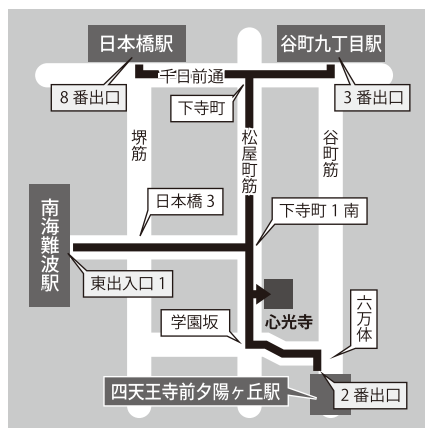 日本橋駅
谷町九丁目駅
千日前通
8番出口
3番出口
下寺町
堺筋
松屋町筋
谷町筋
日本橋3
下寺町1南
南海難波駅
東出入口1
学園坂
心光寺
六万体
四天王寺前夕陽ヶ丘駅
2番出口